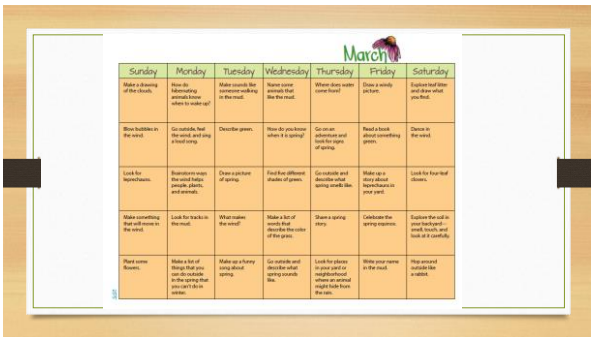 March
Sunday Monday Tuesday Wednesday Thursday Friday Saturday
Make a drawing
of the clouds.
How do
hibernating
animals know
when to wake up?
Make sounds like
someone walking
in the mud.
Name some
animals that
like the mud.
Where does water
come from?
Draw a windy
picture.
Explore leaf litter
and draw what
you find.
Blow bubbles in
the wind.
Go outside, feel
the wind, and sing
a loud song.
Describe green.
How do you know
when it is spring?
Go on an
adventure and
look for signs
of spring.
Read a book
about something
green.
Dance in
the wind.
Look for
leprechauns.
Brainstorm ways
the wind helps
people, plants,
and animals.
Draw a picture
of spring.
Find five different
shades of green.
Go outside and
describe what
spring smells like.
Make up a
story about
leprechauns in
your yard.
Look for four-leaf
clovers.
Make something
that will move in
the wind.
Look for tracks in
the mud.
What makes
the wind?
Make a list of
words that
describe the color
of the grass.
Share a spring
story.
Celebrate the
spring equinox.
Explore the soil in
your backyard—
smell, touch, and
look at it carefully.
Plant some
flowers.
Make a list of
things that you
can do outside
in the spring that
you can't do in
winter.
Make up a funny
song about
spring.
Go outside and
describe what
spring sounds
like.
Look for places
in your yard or
neighborhood
where an animal
might hide from
the rain.
Write your name
in the mud.
Hop around
outside like
a rabbit.